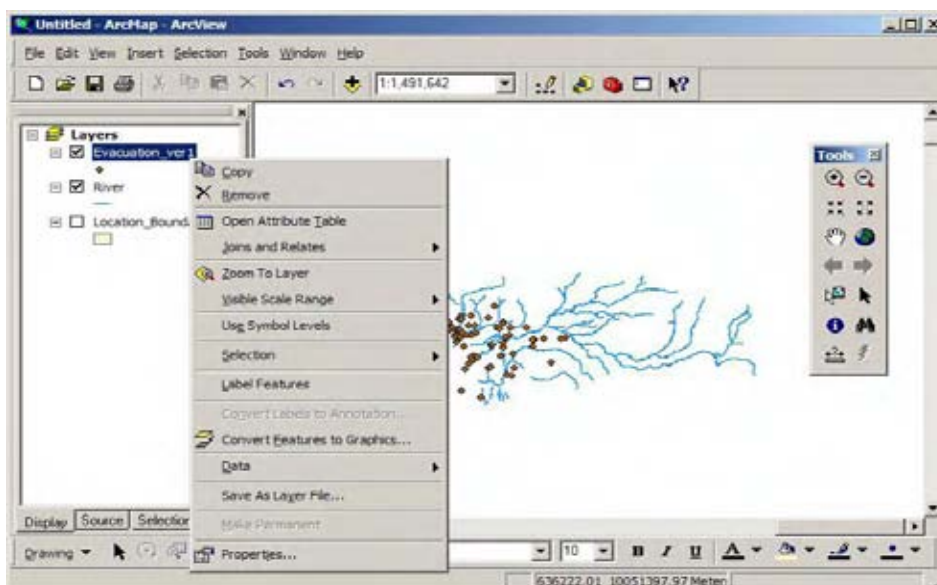 Untitled - ArcMap - ArcView
File Edit View Insert Selection Tools Window Help
1:1,491,642
Layers
Evacuation_ver1
River
Location_Bound
Copy
Remove
Open Attribute Table
Joins and Relates
Zoom To Layer
Visible Scale Range
Use Symbol Levels
Selection
Label Features
Convert Labels to Annotation...
Convert Features to Graphics...
Data
Save As Layer File...
Make Permanent
Properties...
Tools
Display Source Selection
Drawing 10 B I U A
636222.01 10051397.97 Meters